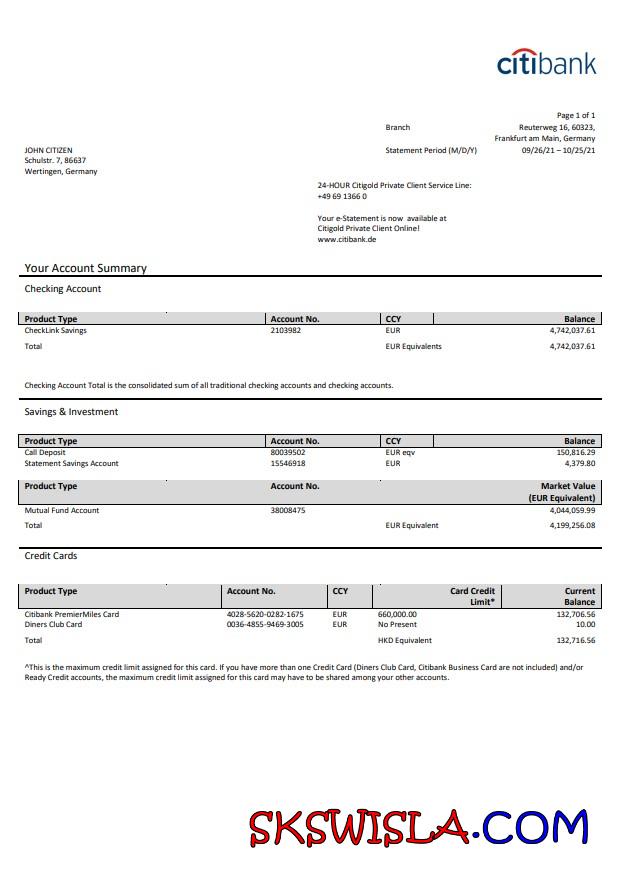 citibank
Page 1 of 1
Branch Reuterweg 16, 60323,
Frankfurt am Main, Germany
JOHN CITIZEN Statement Period (M/D/Y) 09/26/21 – 10/25/21
Schulstr. 7, 86637
Wertingen, Germany
24-HOUR Citigold Private Client Service Line:
+49 69 1366 0
Your e-Statement is now available at
Citigold Private Client Online!
www.citibank.de
Your Account Summary
Checking Account
Product Type Account No. CCY Balance
CheckLink Savings 2103982 EUR 4,742,037.61
Total EUR Equivalents 4,742,037.61
Checking Account Total is the consolidated sum of all traditional checking accounts and checking accounts.
Savings & Investment
Product Type Account No. CCY Balance
Call Deposit 80039502 EUR eqv 150,816.29
Statement Savings Account 15546918 EUR 4,379.80
Product Type Account No. Market Value
(EUR Equivalent)
Mutual Fund Account 38008475 4,044,059.99
Total EUR Equivalent 4,199,256.08
Credit Cards
Product Type Account No. CCY Card Credit Current
Limit* Balance
Citibank PremierMiles Card 4028-5620-0282-1675 EUR 660,000.00 132,706.56
Diners Club Card 0036-4855-9469-3005 EUR No Present 10.00
Total HKD Equivalent 132,716.56
^This is the maximum credit limit assigned for this card. If you have more than one Credit Card (Diners Club Card, Citibank Business Card are not included) and/or
Ready Credit accounts, the maximum credit limit assigned for this card may have to be shared among your other accounts.
SKSWISLA.COM